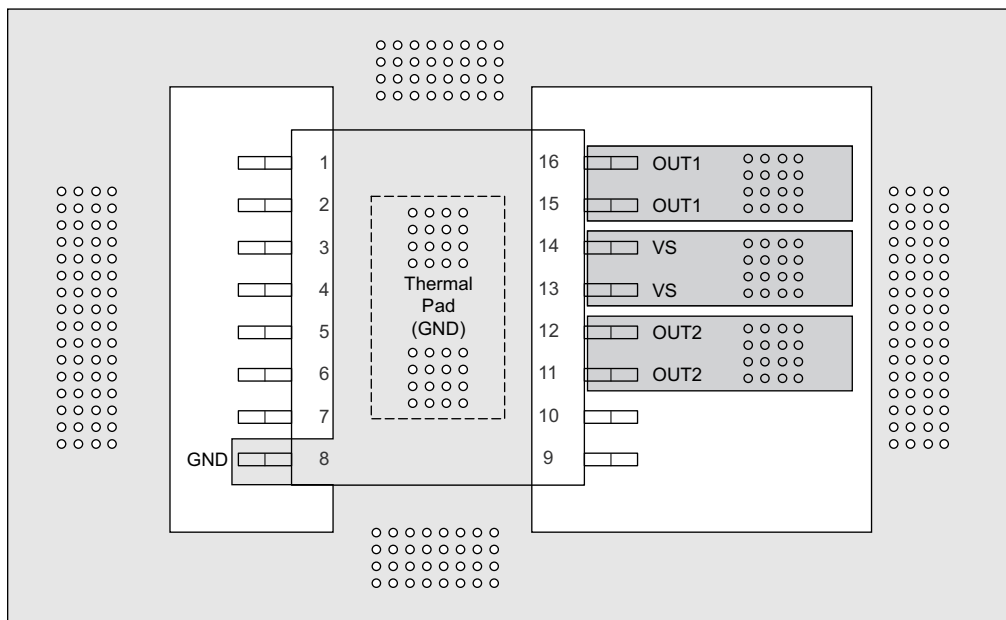 1
2
3
4
5
6
7
GND 8
Thermal
Pad
(GND)
16 OUT1
15 OUT1
14 VS
13 VS
12 OUT2
11 OUT2
10
9